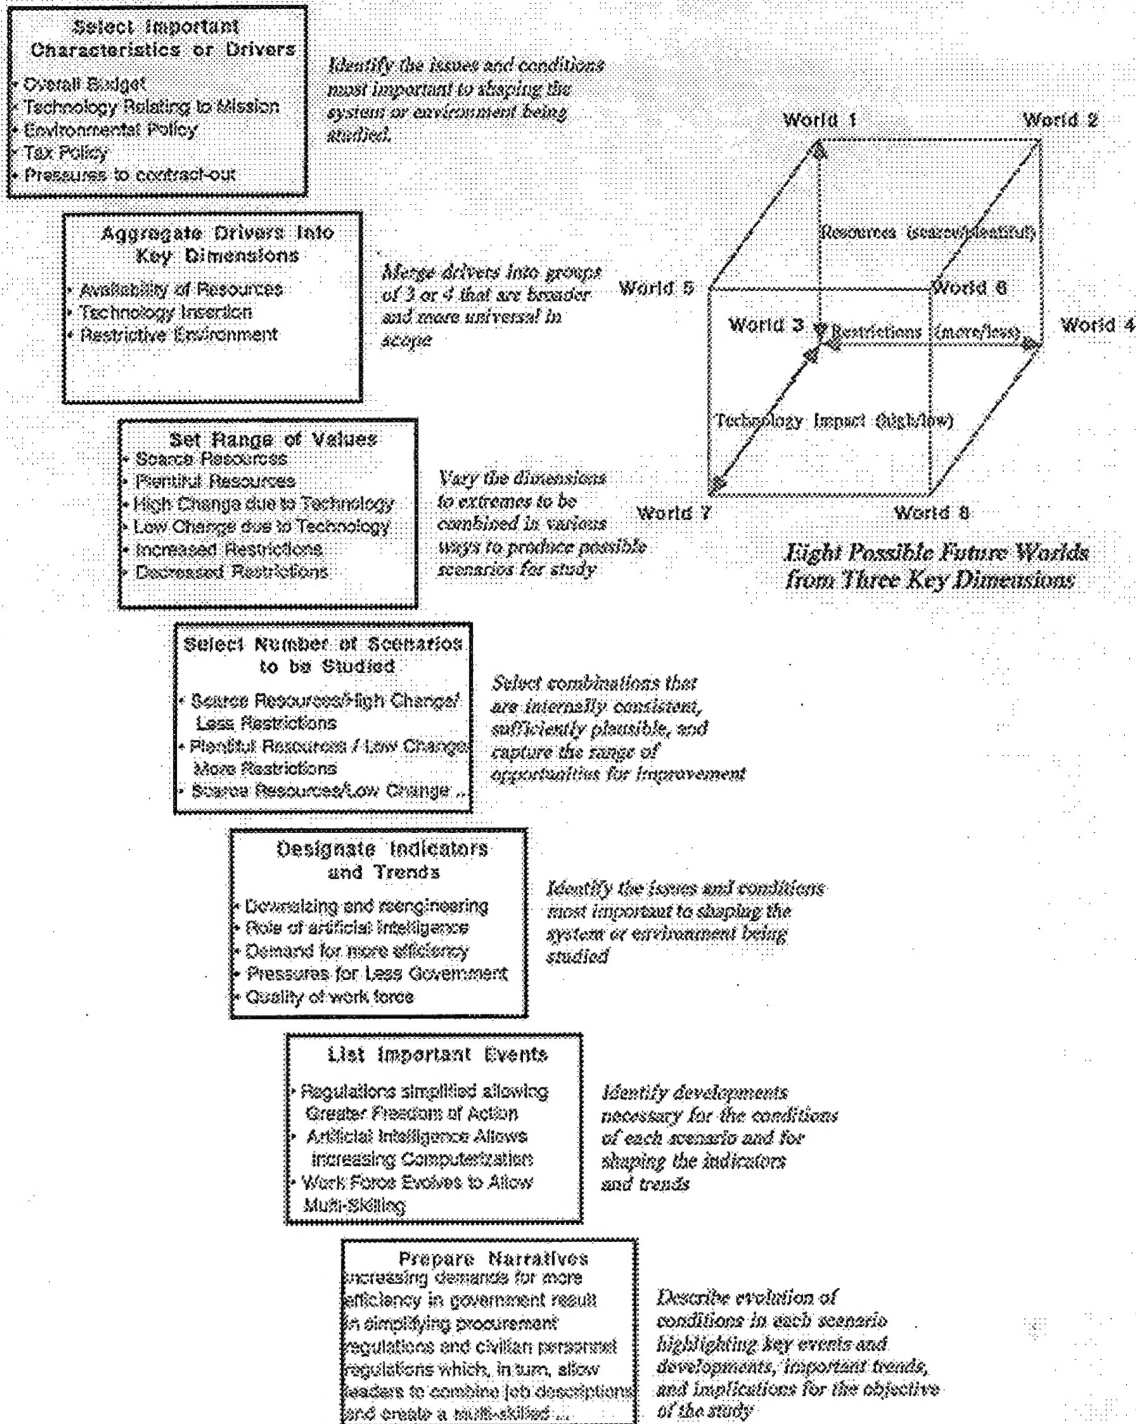 Select Important
Characteristics or Drivers
• Overall Budget
• Technology Relating to Mission
• Environmental Policy
• Tax Policy
• Pressures to contract-out
Identify the issues and conditions
most important to shaping the
system or environment being
studied.
Aggregate Drivers Into
Key Dimensions
• Availability of Resources
• Technology Insertion
• Restrictive Environment
Merge drivers into groups
of 3 or 4 that are broader
and more universal in
scope
World 1
World 2
Resources (scarce/plentiful)
World 5
World 6
World 3
Restrictions (more/less)
World 4
Technology Impact (high/low)
World 7
World 8
Eight Possible Future Worlds
from Three Key Dimensions
Set Range of Values
• Scarce Resources
• Plentiful Resources
• High Change due to Technology
• Low Change due to Technology
• Increased Restrictions
• Decreased Restrictions
Vary the dimensions
to extremes to be
combined in various
ways to produce possible
scenarios for study
Select Number of Scenarios
to be Studied
• Scarce Resources/High Change/
Less Restrictions
• Plentiful Resources / Low Change
More Restrictions
• Scarce Resources/Low Change ...
Select combinations that
are internally consistent,
sufficiently plausible, and
capture the range of
opportunities for improvement
Designate Indicators
and Trends
• Downsizing and reengineering
• Role of artificial intelligence
• Demand for more efficiency
• Pressures for Less Government
• Quality of work force
Identify the issues and conditions
most important to shaping the
system or environment being
studied
List Important Events
• Regulations simplified allowing
Greater Freedom of Action
• Artificial Intelligence Allows
Increasing Computerization
• Work Force Evolves to Allow
Multi-Skilling
Identify developments
necessary for the conditions
of each scenario and for
shaping the indicators
and trends
Prepare Narratives
Increasing demands for more
efficiency in government result
in simplifying procurement
regulations and civilian personnel
regulations which, in turn, allow
leaders to combine job descriptions
and create a multi-skilled ...
Describe evolution of
conditions in each scenario
highlighting key events and
developments, important trends,
and implications for the objective
of the study